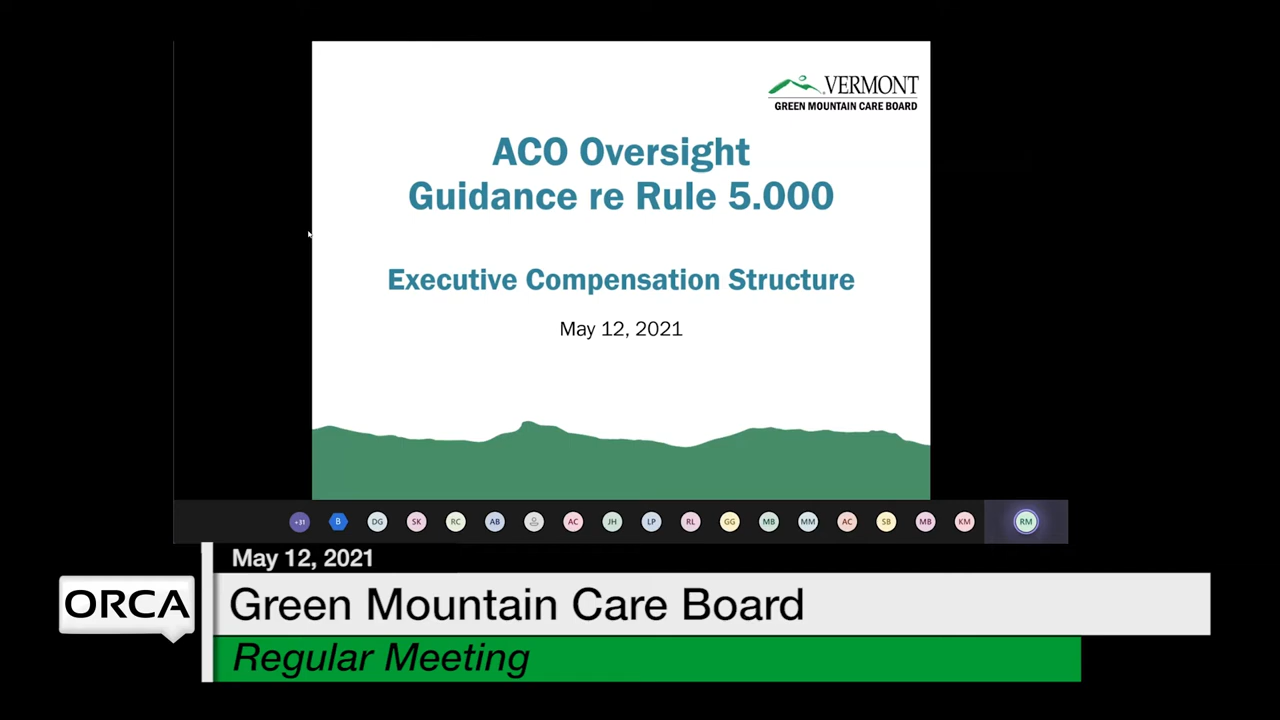 VERMONT
GREEN MOUNTAIN CARE BOARD
ACO Oversight
Guidance re Rule 5.000
Executive Compensation Structure
May 12, 2021
+31 B DG SK RC AB AC JH LP RL GG MB MM AC SB MB KM RM
May 12, 2021
ORCA
Green Mountain Care Board
Regular Meeting